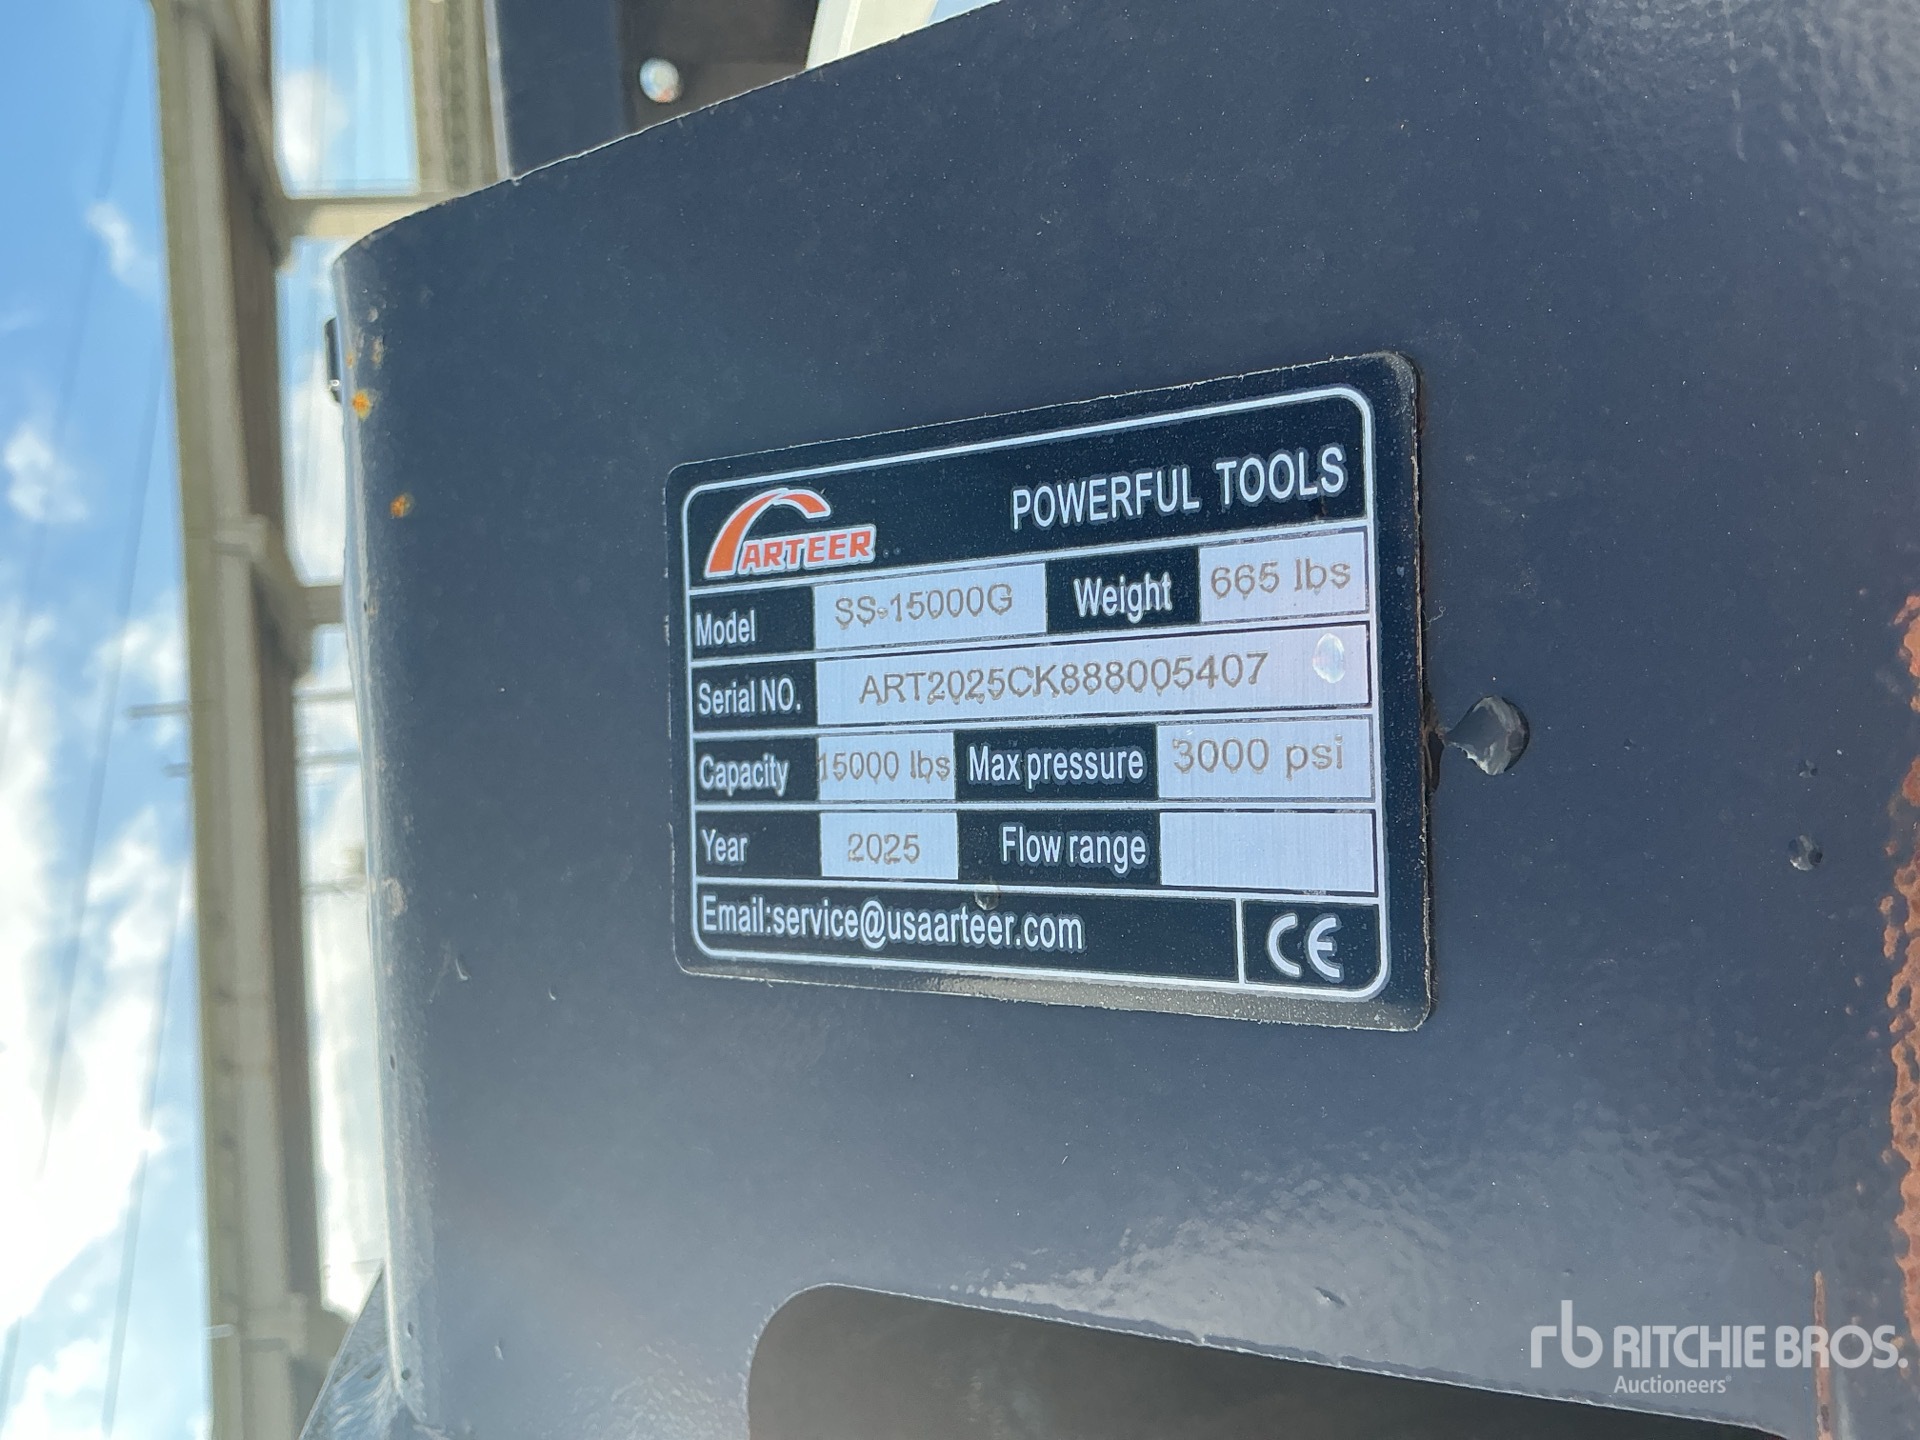 ARTEER POWERFUL TOOLS
Model SS-15000G Weight 665 lbs
Serial NO. ART2025CK888005407
Capacity 15000 lbs Max pressure 3000 psi
Year 2025 Flow range
Email:service@usaarteer.com CE
rb RITCHIE BROS.
Auctioneers